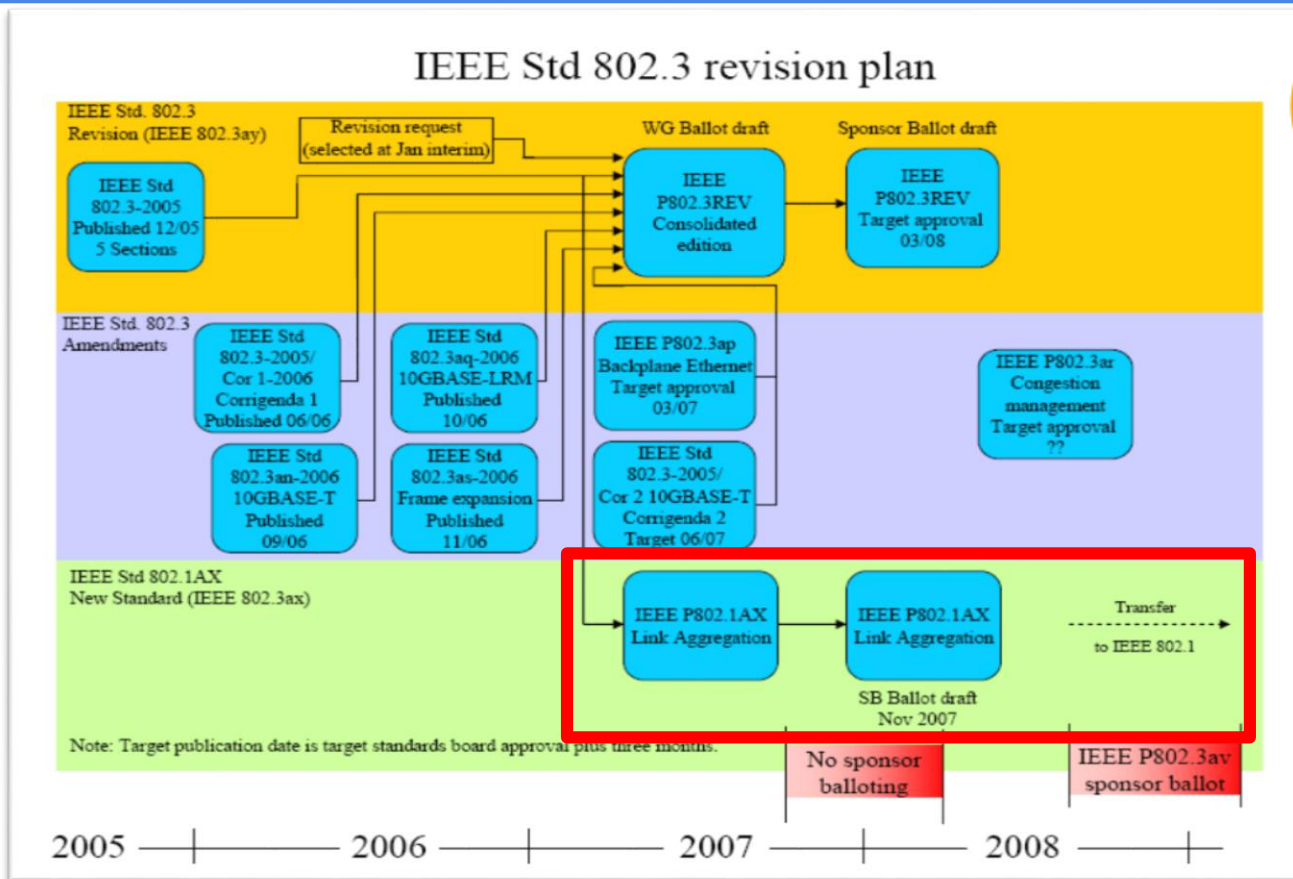 IEEE Std 802.3 revision plan
IEEE Std. 802.3
Revision (IEEE 802.3ay)
Revision request
(selected at Jan interim)
WG Ballot draft
Sponsor Ballot draft
IEEE Std
802.3-2005
Published 12/05
5 Sections
IEEE
P802.3REV
Consolidated
edition
IEEE
P802.3REV
Target approval
03/08
IEEE Std. 802.3
Amendments
IEEE Std
802.3-2005/
Cor 1-2006
Corrigenda 1
Published 06/06
IEEE Std
802.3aq-2006
10GBASE-LRM
Published
10/06
IEEE P802.3ap
Backplane Ethernet
Target approval
03/07
IEEE P802.3ar
Congestion
management
Target approval
??
IEEE Std
802.3an-2006
10GBASE-T
Published
09/06
IEEE Std
802.3as-2006
Frame expansion
Published
11/06
IEEE Std
802.3-2005/
Cor 2 10GBASE-T
Corrigenda 2
Target 06/07
IEEE Std 802.1AX
New Standard (IEEE 802.3ax)
IEEE P802.1AX
Link Aggregation
IEEE P802.1AX
Link Aggregation
Transfer
to IEEE 802.1
SB Ballot draft
Nov 2007
Note: Target publication date is target standards board approval plus three months.
No sponsor
balloting
IEEE P802.3av
sponsor ballot
2005
2006
2007
2008